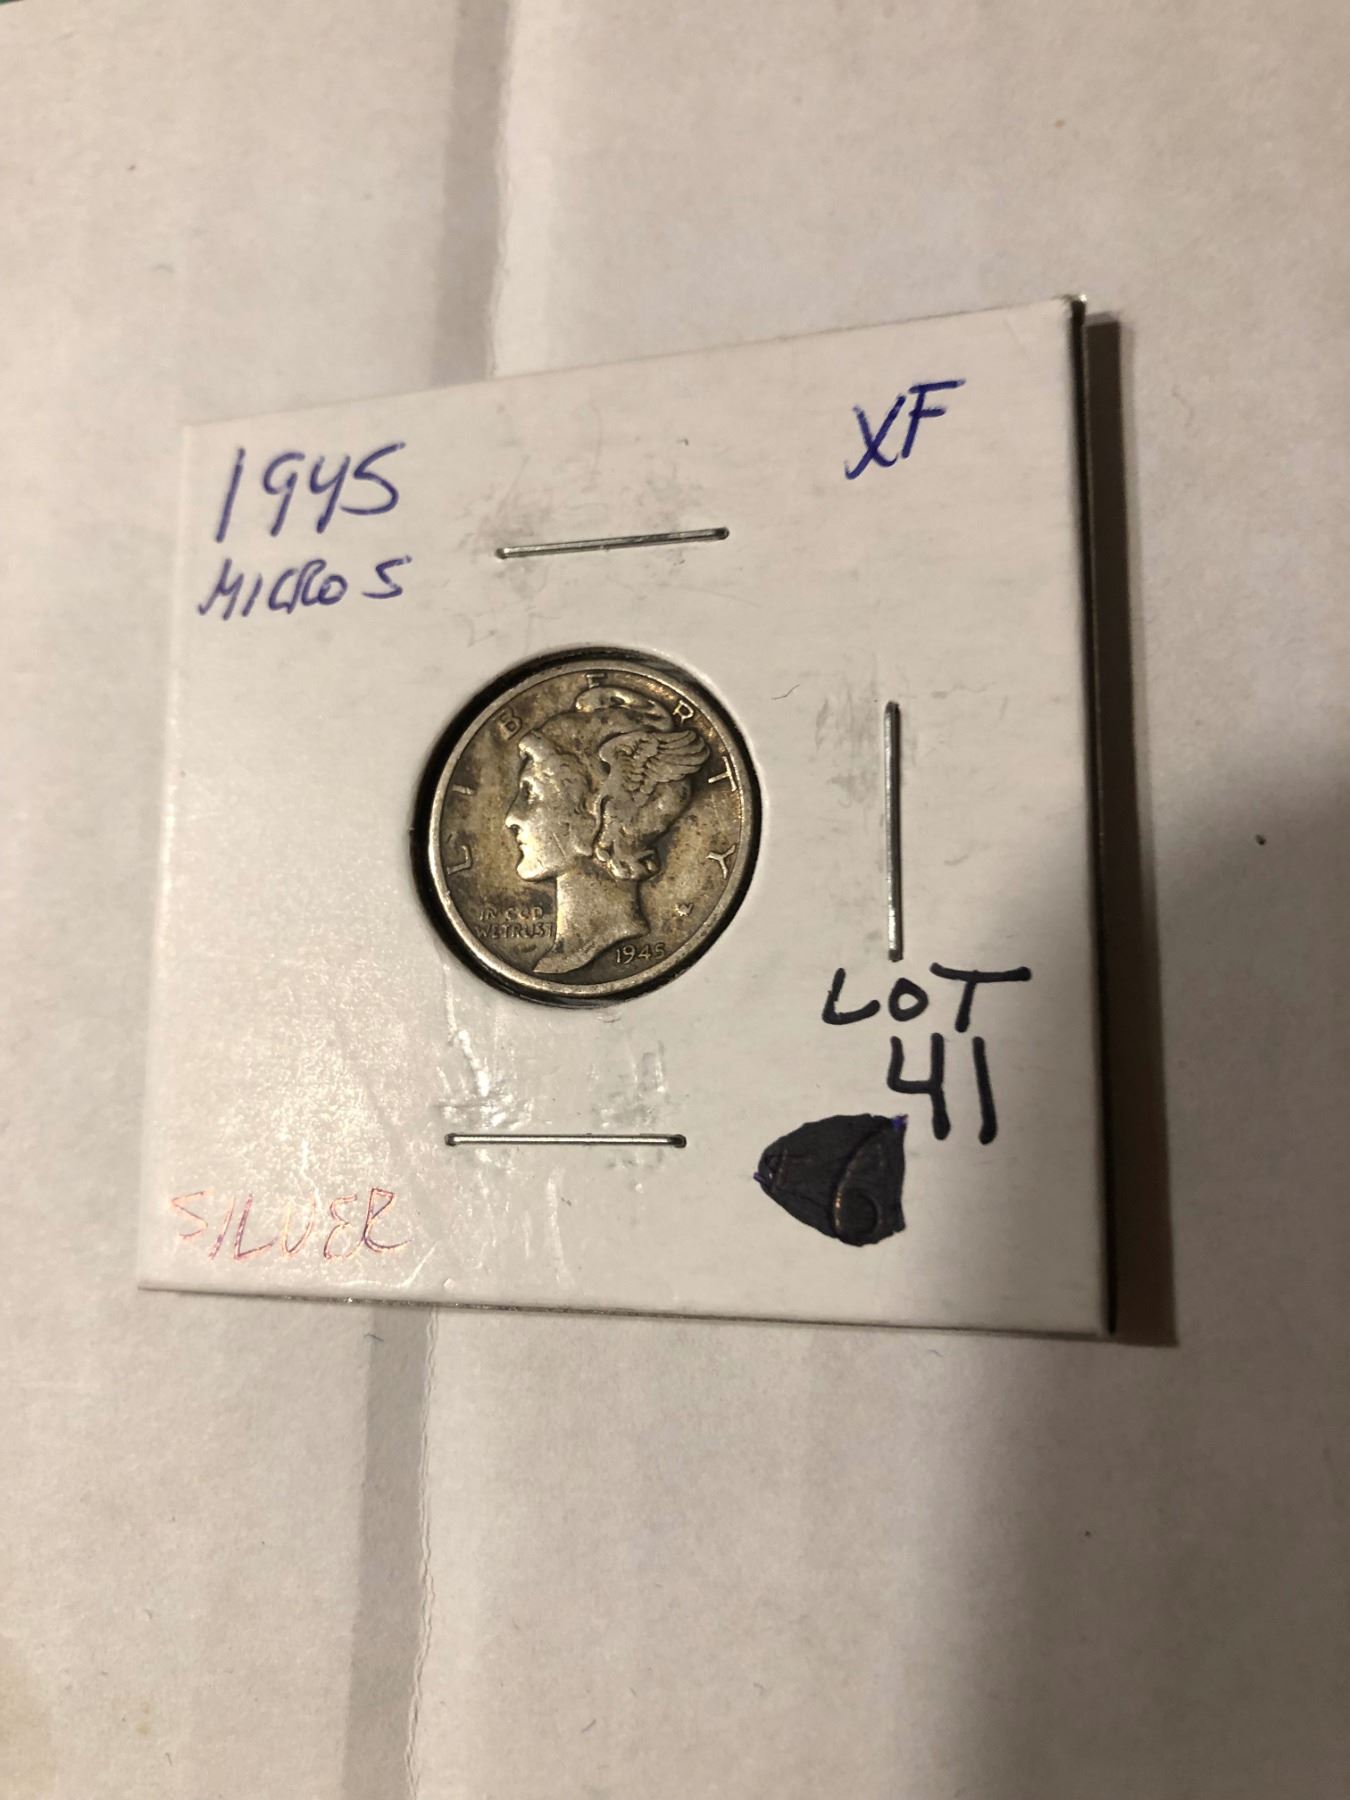 1945
MICRO S
XF
LIBERTY
IN GOD
WE TRUST
1945
W
LOT
41
SILVER